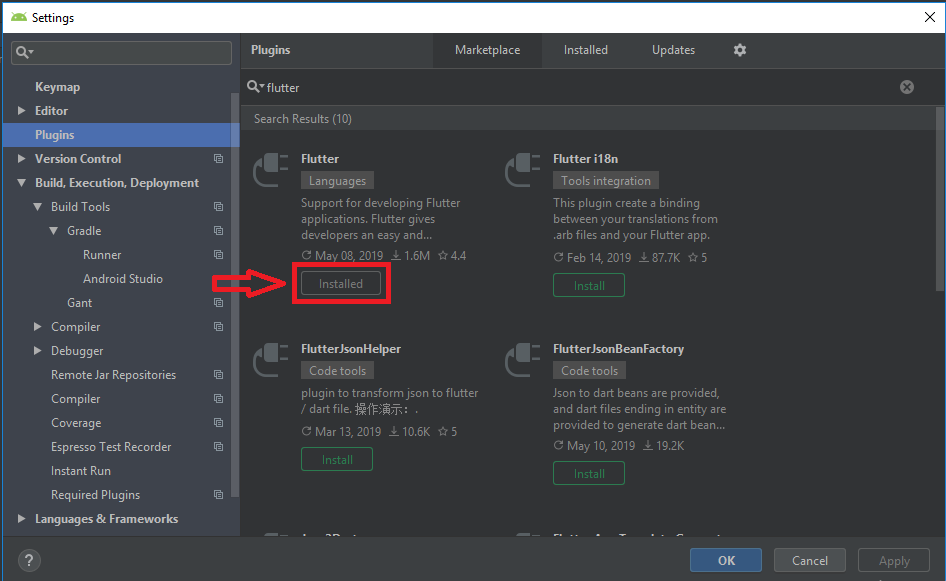 Settings
Plugins
Marketplace
Installed
Updates
Keymap
Editor
Plugins
Version Control
Build, Execution, Deployment
Build Tools
Gradle
Runner
Android Studio
Gant
Compiler
Debugger
Remote Jar Repositories
Compiler
Coverage
Espresso Test Recorder
Instant Run
Required Plugins
Languages & Frameworks
flutter
Search Results (10)
Flutter
Languages
Support for developing Flutter
applications. Flutter gives
developers an easy and...
May 08, 2019 1.6M 4.4
Installed
Flutter i18n
Tools integration
This plugin create a binding
between your translations from
.arb files and your Flutter app.
Feb 14, 2019 87.7K 5
Install
FlutterJsonHelper
Code tools
plugin to transform json to flutter
/ dart file. 操作演示：.
Mar 13, 2019 10.6K 5
Install
FlutterJsonBeanFactory
Code tools
Json to dart beans are provided,
and dart files ending in entity are
provided to generate dart bean...
May 10, 2019 19.2K
Install
?
OK
Cancel
Apply